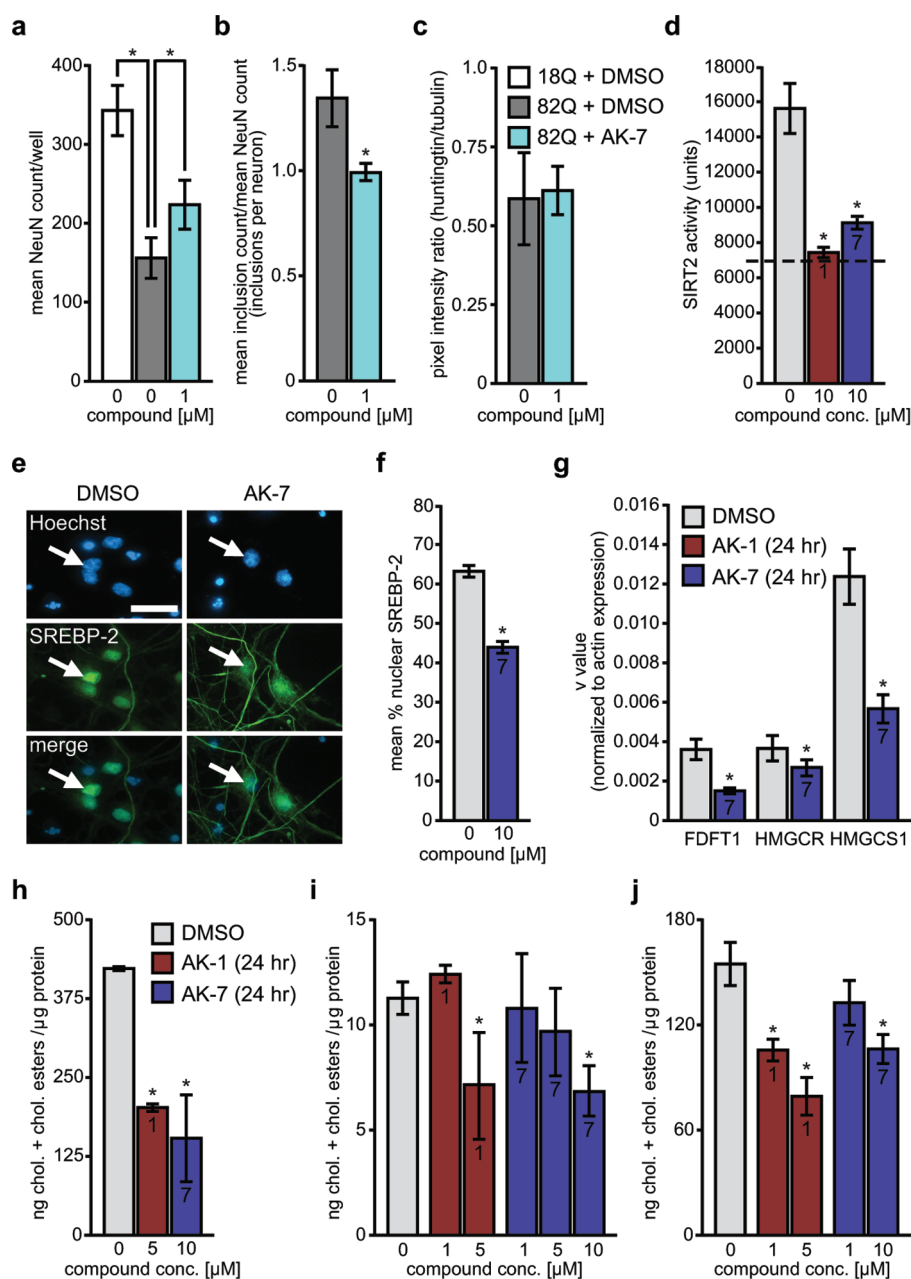 a
mean NeuN count/well
400
300
200
100
0
*
*
0 0 1
compound [µM]
b
mean inclusion count/mean NeuN count
(inclusions per neuron)
1.5
1.0
1.5
0
*
0 1
compound [µM]
c
pixel intensity ratio (huntingtin/tubulin)
1.0
0.75
0.50
0.25
0
18Q + DMSO
82Q + DMSO
82Q + AK-7
0 1
compound [µM]
d
SIRT2 activity (units)
18000
16000
14000
12000
10000
8000
6000
4000
2000
0
*
*
1
7
0 10 10
compound conc. [µM]
e
DMSO AK-7
Hoechst
SREBP-2
merge
f
mean % nuclear SREBP-2
80
70
60
50
40
30
20
10
0
*
7
0 10
compound [µM]
g
v value
(normalized to actin expression)
0.016
0.014
0.012
0.010
0.008
0.006
0.004
0.002
0
DMSO
AK-1 (24 hr)
AK-7 (24 hr)
*
7
*
7
*
7
FDFT1 HMGCR HMGCS1
h
ng chol. + chol. esters /µg protein
500
375
250
125
0
DMSO
AK-1 (24 hr)
AK-7 (24 hr)
*
1
*
7
0 5 10
compound conc. [µM]
i
ng chol. + chol. esters /µg protein
15
10
5
0
1
*
1
7
7
*
7
0 1 5 1 5 10
compound conc. [µM]
j
ng chol. + chol. esters /µg protein
180
120
60
0
*
1
*
1
7
*
7
0 1 5 1 10
compound conc. [µM]